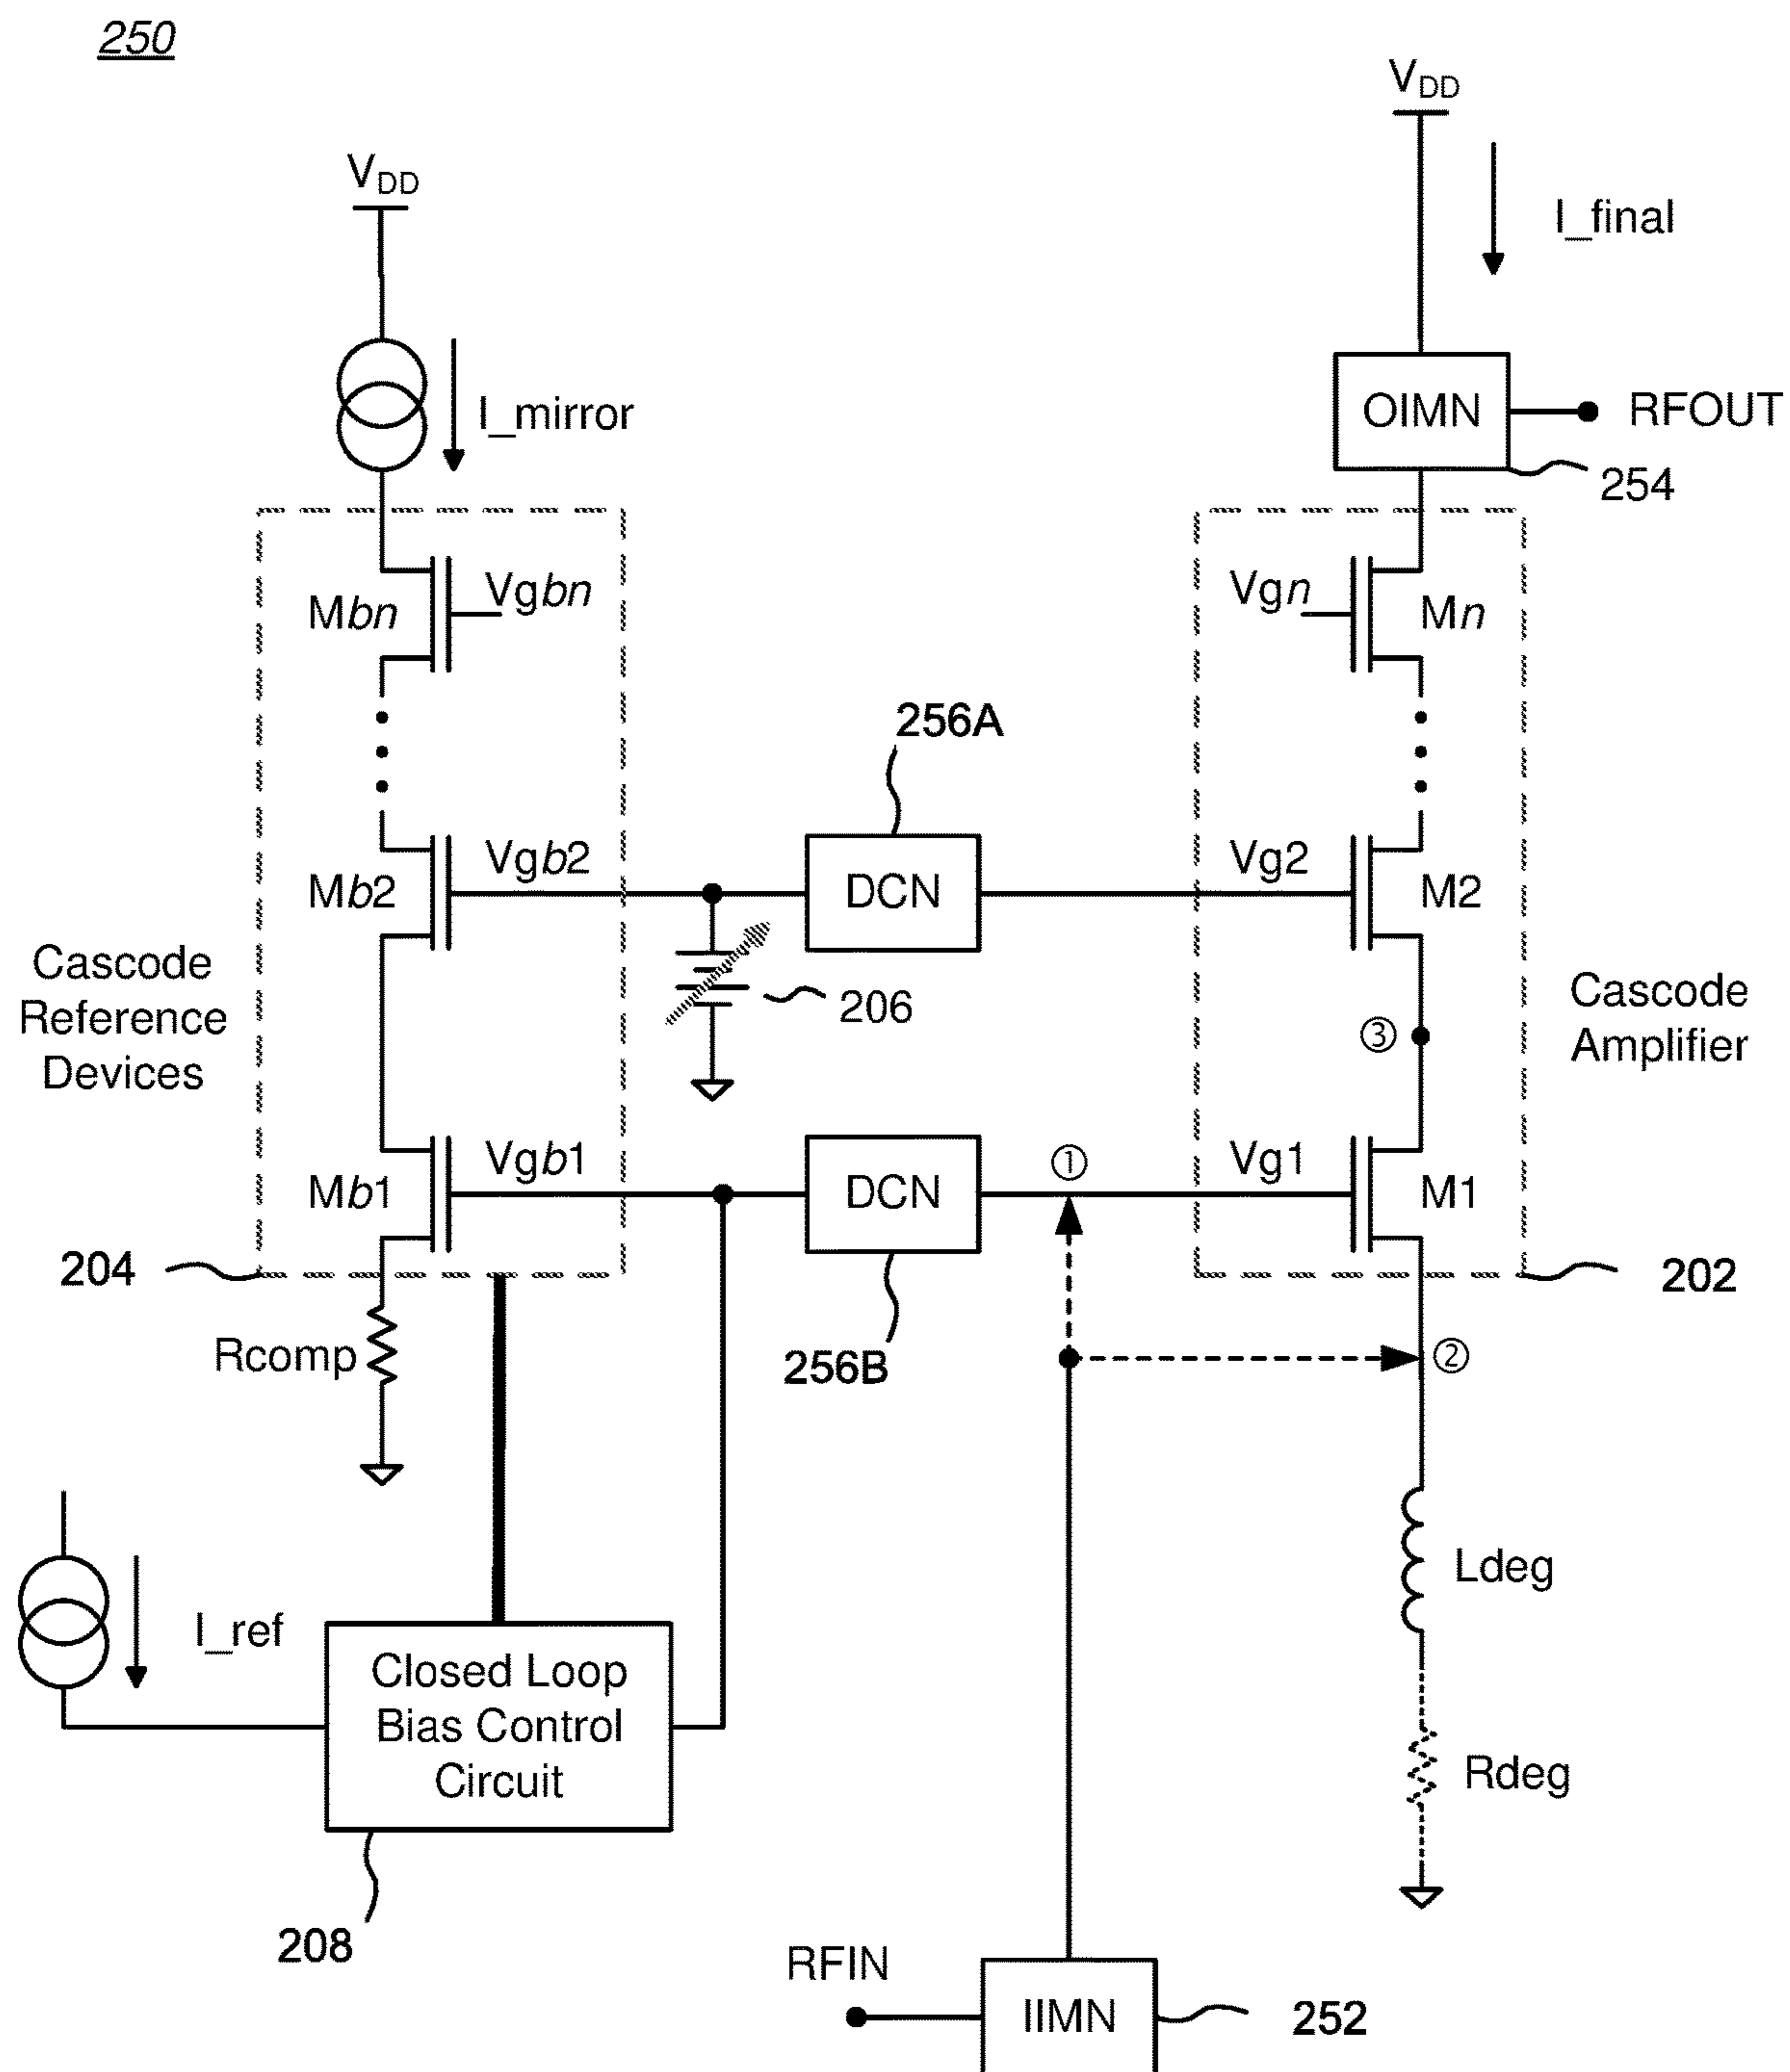 250
VDD
I_final
VDD
I_mirror
OIMN
RFOUT
254
Mbn
Vgbn
Vgn
Mn
256A
Mb2
Vgb2
DCN
Vg2
M2
Cascode
Reference
Devices
206
③
Cascode
Amplifier
Mb1
Vgb1
DCN
①
Vg1
M1
204
202
Rcomp
256B
②
Ldeg
I_ref
Closed Loop
Bias Control
Circuit
Rdeg
208
RFIN
IIMN
252